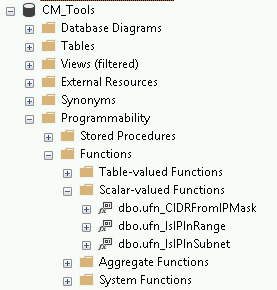 CM_Tools
Database Diagrams
Tables
Views (filtered)
External Resources
Synonyms
Programmability
Stored Procedures
Functions
Table-valued Functions
Scalar-valued Functions
dbo.ufn_CIDRFromIPMask
dbo.ufn_IsIPInRange
dbo.ufn_IsIPInSubnet
Aggregate Functions
System Functions